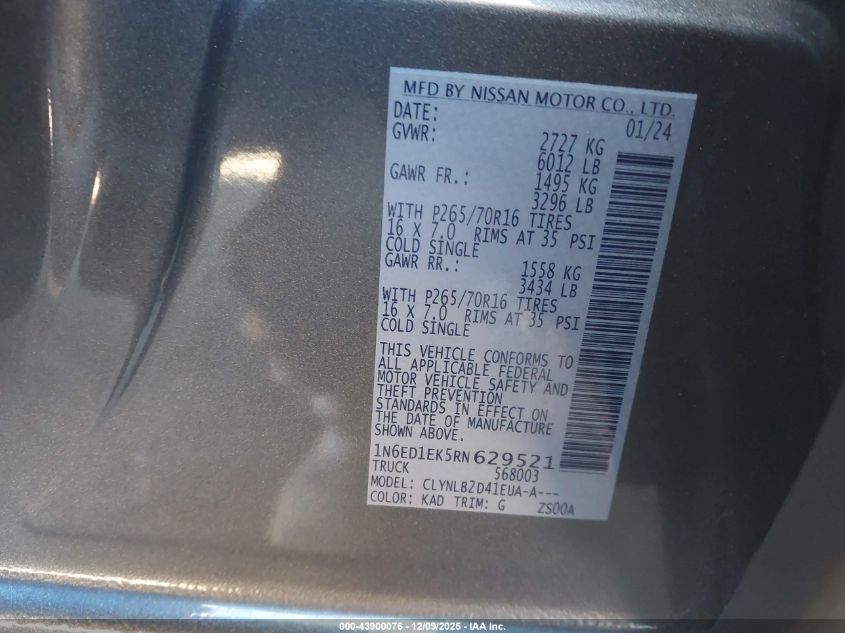 MFD BY NISSAN MOTOR CO., LTD.
DATE: 01/24
GVWR: 2727 KG
6012 LB
GAWR FR.: 1495 KG
3296 LB
WITH P265/70R16 TIRES
16 X 7.0 RIMS AT 35 PSI
COLD SINGLE
GAWR RR.: 1558 KG
3434 LB
WITH P265/70R16 TIRES
16 X 7.0 RIMS AT 35 PSI
COLD SINGLE
THIS VEHICLE CONFORMS TO
ALL APPLICABLE FEDERAL
MOTOR VEHICLE SAFETY AND
THEFT PREVENTION
STANDARDS IN EFFECT ON
THE DATE OF MANUFACTURE
SHOWN ABOVE.
1N6ED1EK5RN629521
TRUCK 568003
MODEL: CLYNLB2D41EUA-A---
COLOR: KAD TRIM: G ZS00A
000-43900076 - 12/09/2025 - IAA Inc.